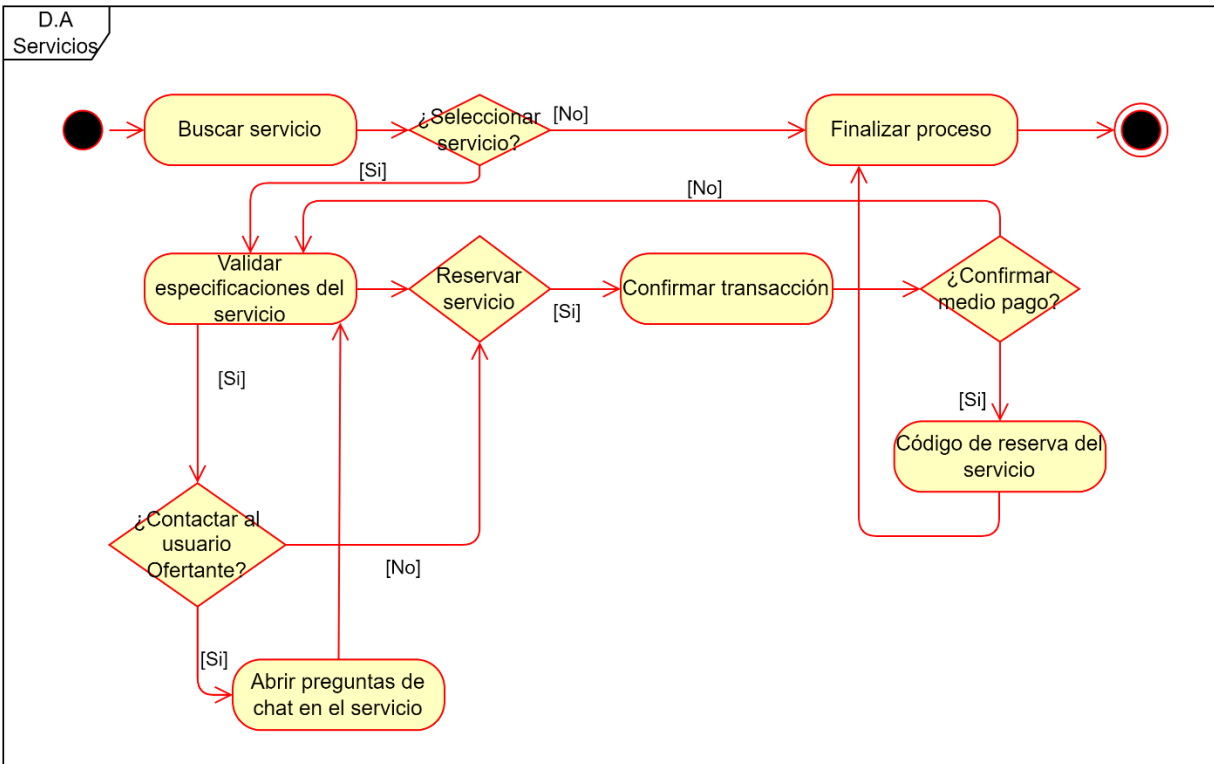 D.A
Servicios
Buscar servicio
¿Seleccionar
servicio?
[No]
Finalizar proceso
[Si]
[No]
Validar
especificaciones del
servicio
Reservar
servicio
[Si]
Confirmar transacción
¿Confirmar
medio pago?
[Si]
[Si]
Código de reserva del
servicio
¿Contactar al
usuario
Ofertante?
[No]
[Si]
Abrir preguntas de
chat en el servicio